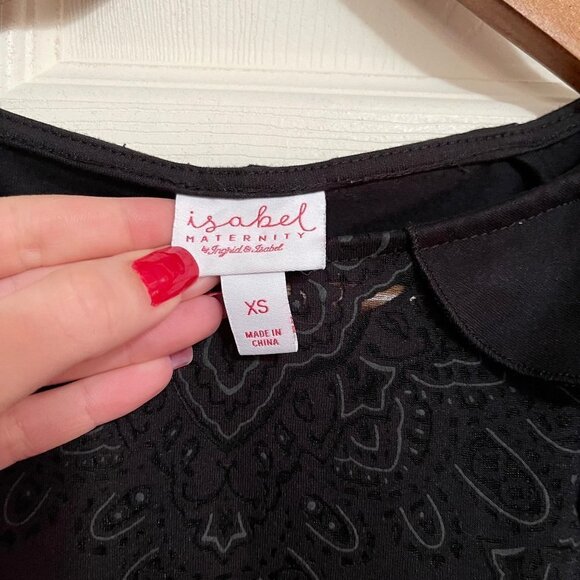 isabel
MATERNITY
by Ingrid & Isabel
XS
MADE IN
CHINA